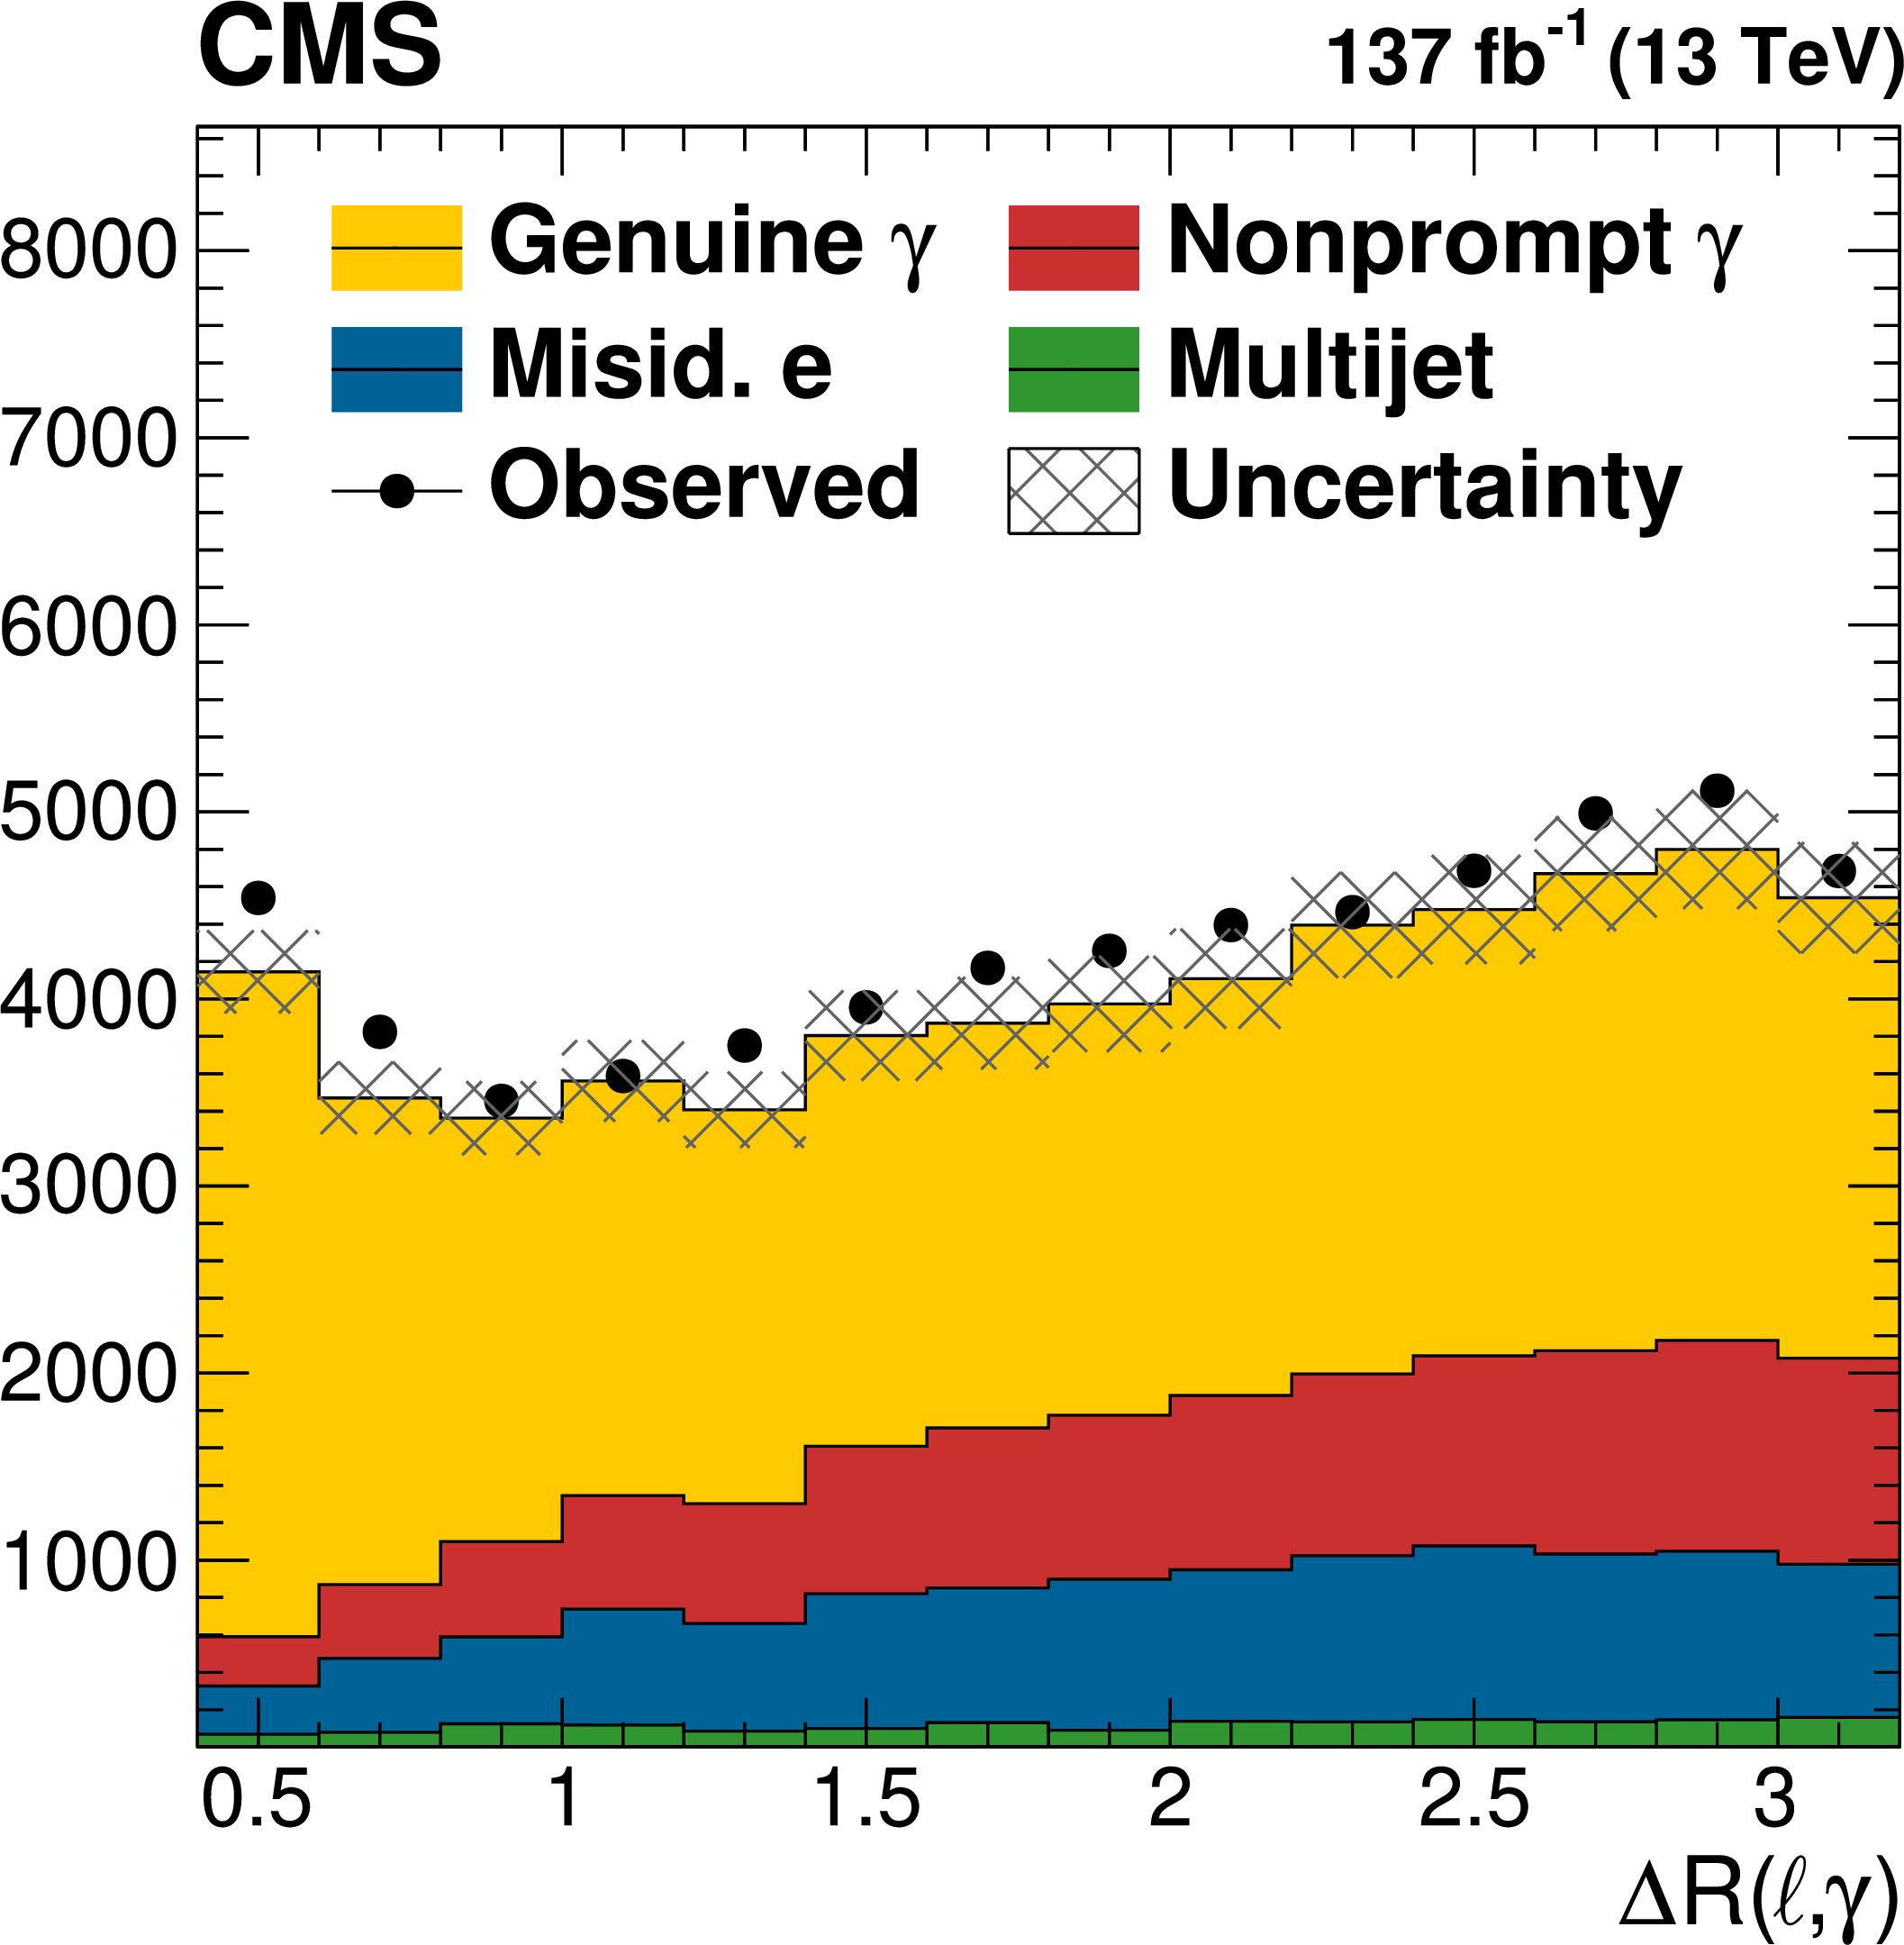 CMS 137 fb⁻¹ (13 TeV)
Genuine γ Nonprompt γ
Misid. e Multijet
Observed Uncertainty
8000
7000
6000
5000
4000
3000
2000
1000
0.5 1 1.5 2 2.5 3
ΔR(ℓ,γ)